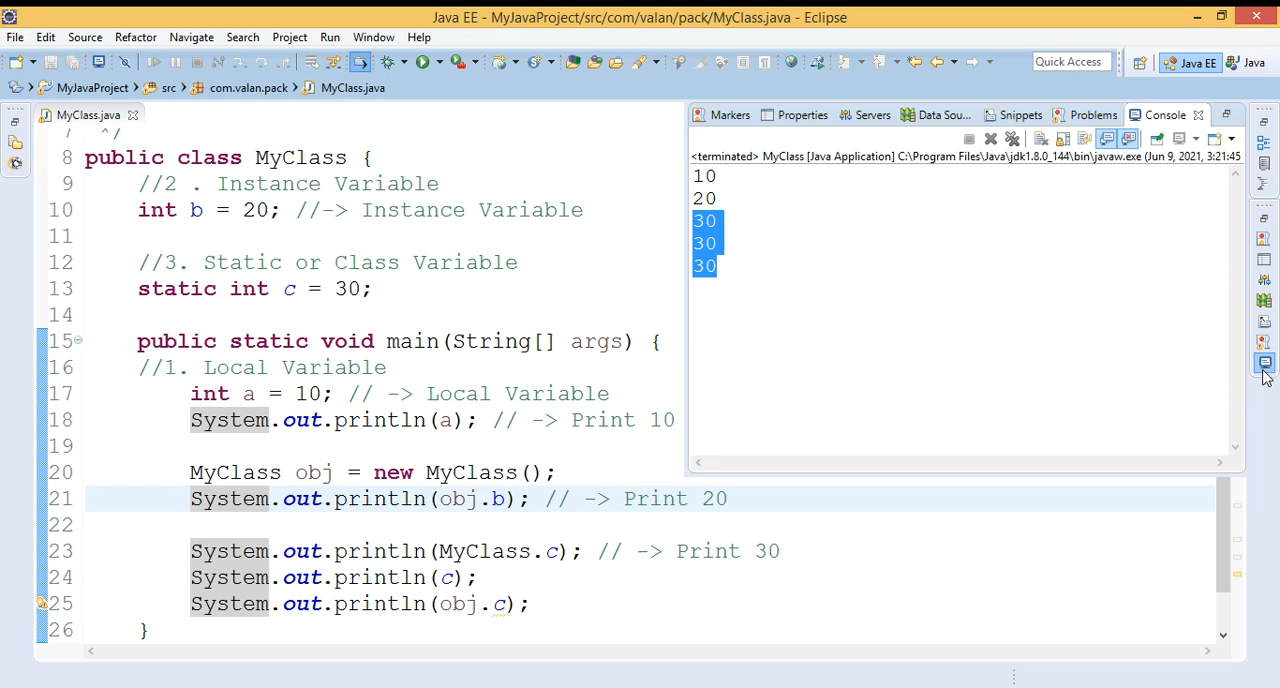 Java EE - MyJavaProject/src/com/valan/pack/MyClass.java - Eclipse
File Edit Source Refactor Navigate Search Project Run Window Help
Quick Access
Java EE
Java
MyJavaProject
src
com.valan.pack
MyClass.java
MyClass.java
7 */
8 public class MyClass {
9 //2 . Instance Variable
10 int b = 20; //-> Instance Variable
11
12 //3. Static or Class Variable
13 static int c = 30;
14
15 public static void main(String[] args) {
16 //1. Local Variable
17 int a = 10; // -> Local Variable
18 System.out.println(a); // -> Print 10
19
20 MyClass obj = new MyClass();
21 System.out.println(obj.b); // -> Print 20
22
23 System.out.println(MyClass.c); // -> Print 30
24 System.out.println(c);
25 System.out.println(obj.c);
26 }
Markers Properties Servers Data Sou... Snippets Problems Console
<terminated> MyClass [Java Application] C:\Program Files\Java\jdk1.8.0_144\bin\javaw.exe (Jun 9, 2021, 3:21:45
10
20
30
30
30